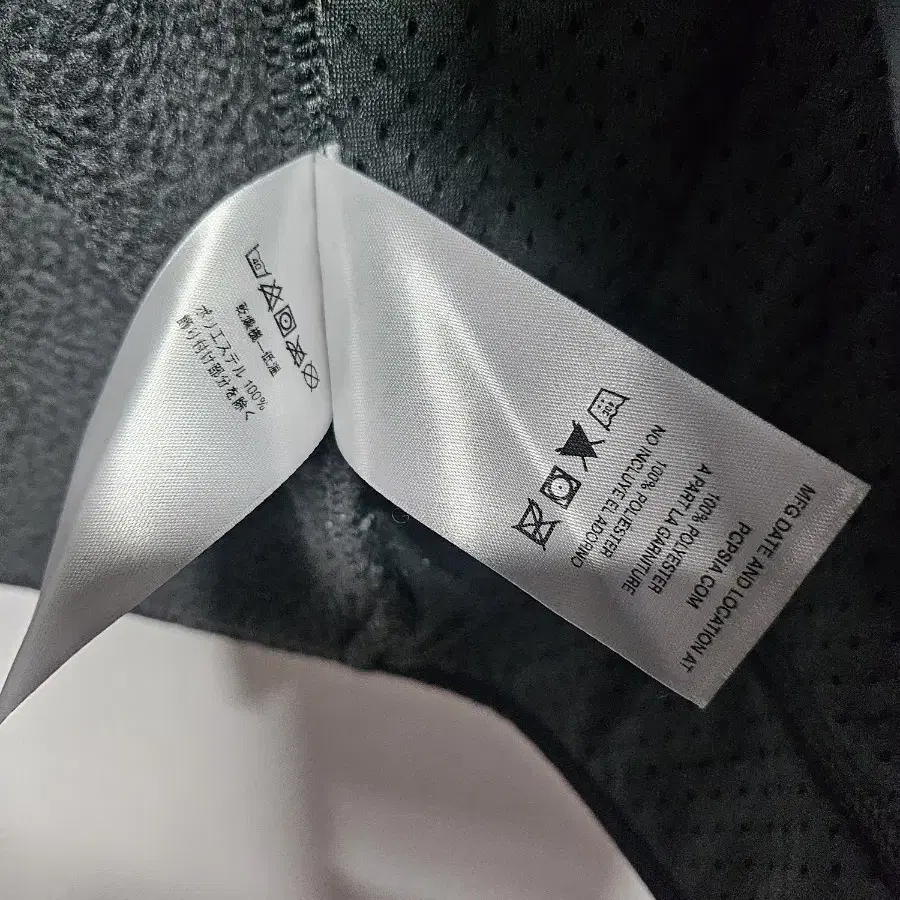 40
乾燥機—低温
ポリエステル 100%
飾り付け部分を除く
MFG DATE AND LOCATION AT
PCPSIA.COM
100% POLYESTER
A PART LA GARNITURE
100% POLIESTER
NO INCLUYE EL ADORNO